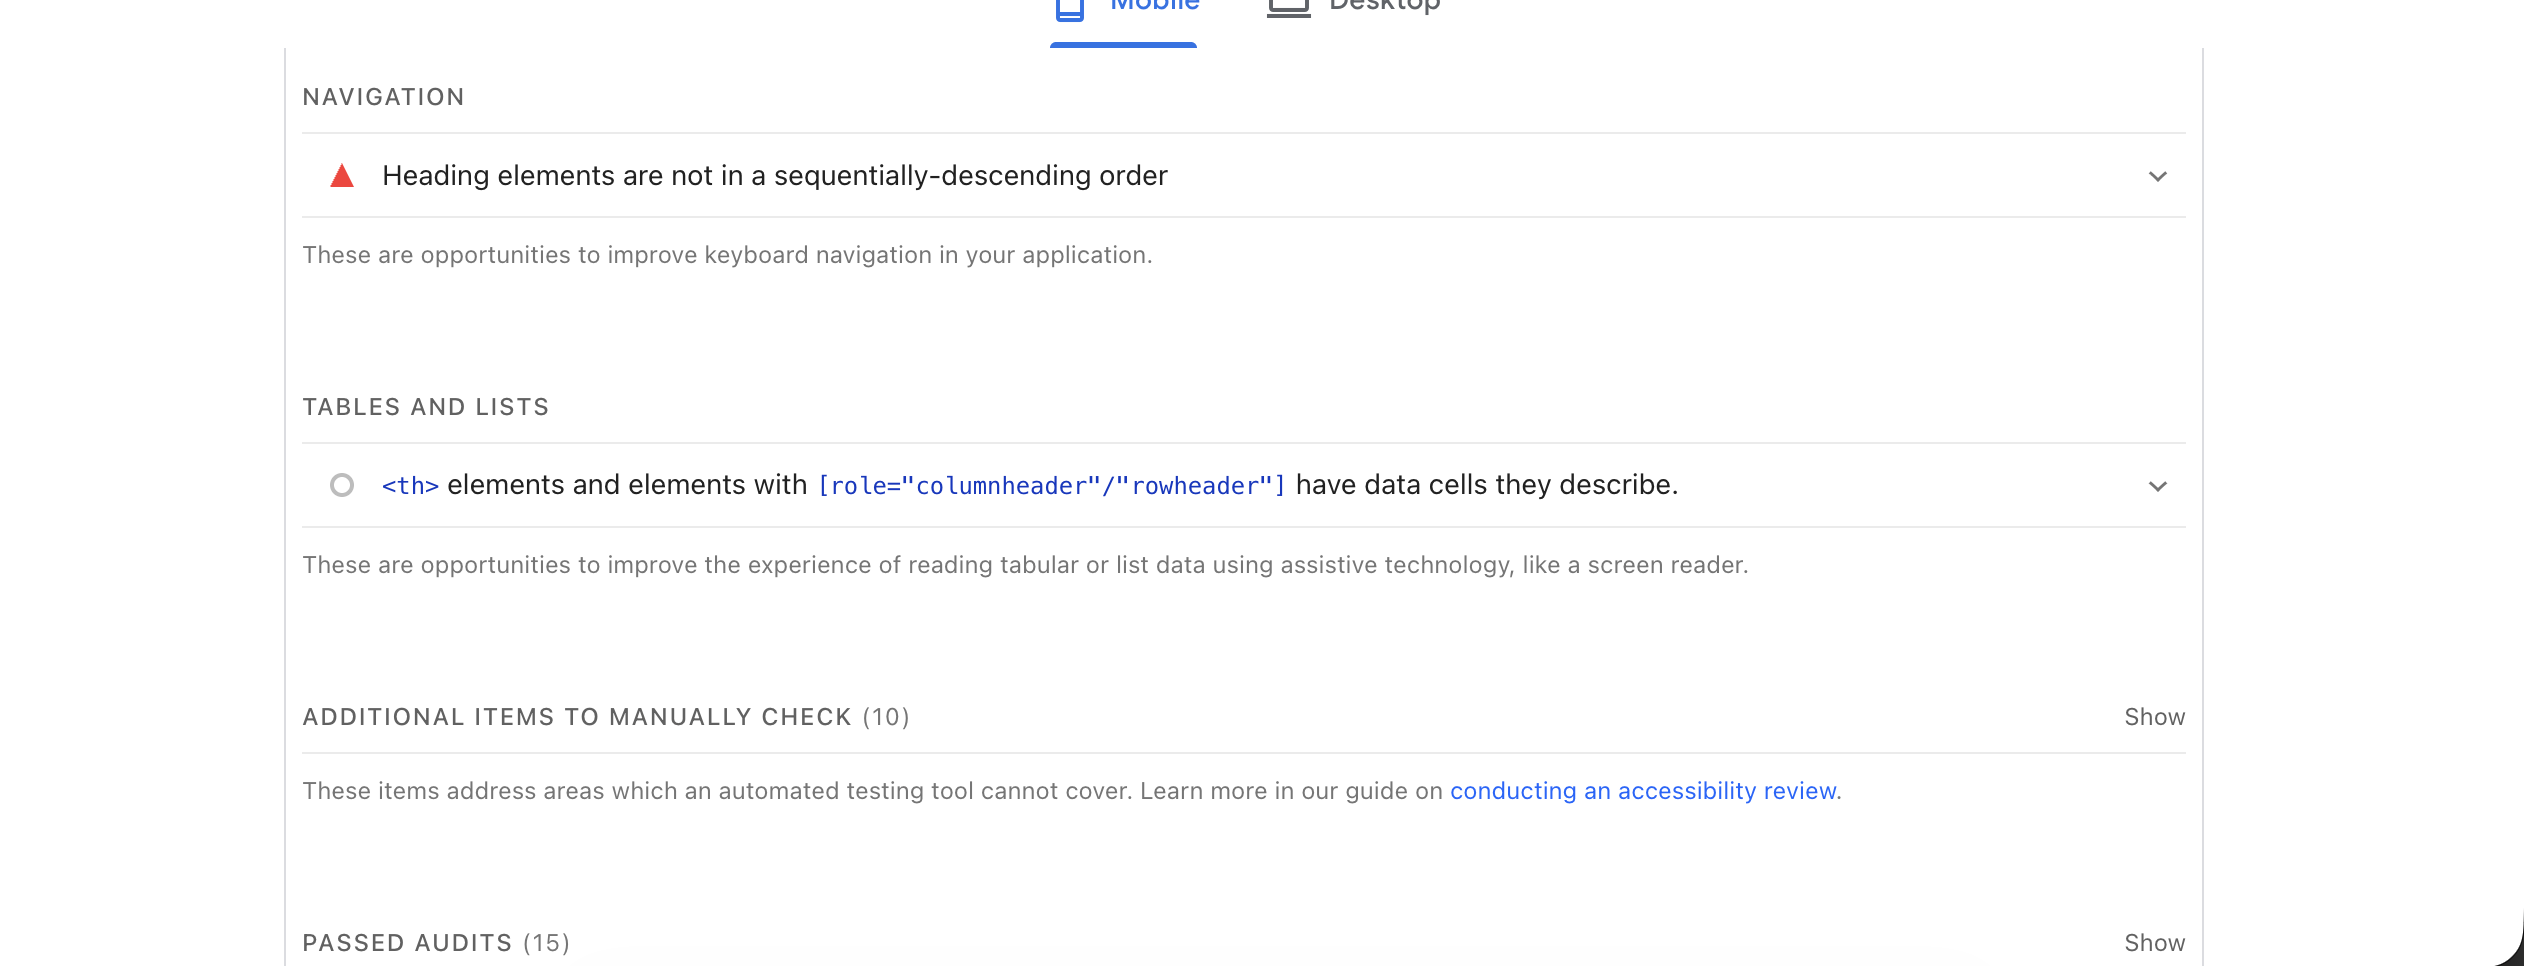 Mobile Desktop
NAVIGATION
Heading elements are not in a sequentially-descending order
These are opportunities to improve keyboard navigation in your application.
TABLES AND LISTS
<th> elements and elements with [role="columnheader"/"rowheader"] have data cells they describe.
These are opportunities to improve the experience of reading tabular or list data using assistive technology, like a screen reader.
ADDITIONAL ITEMS TO MANUALLY CHECK (10) Show
These items address areas which an automated testing tool cannot cover. Learn more in our guide on conducting an accessibility review.
PASSED AUDITS (15) Show